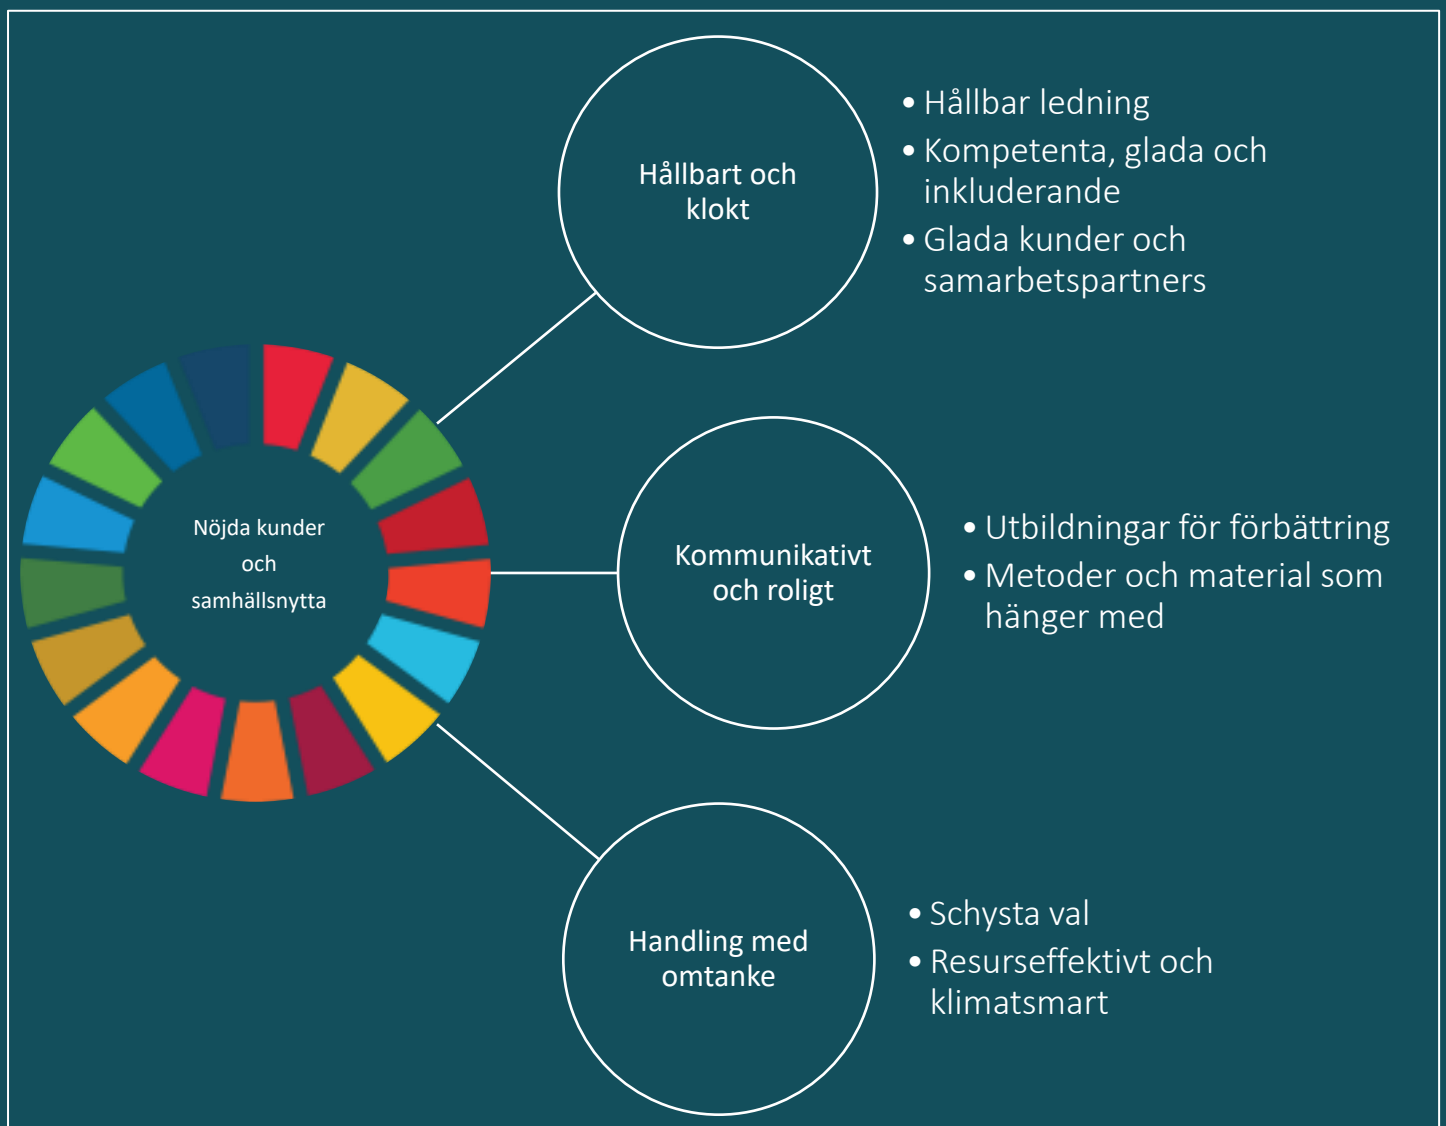 Hållbart och
klokt
• Hållbar ledning
• Kompetenta, glada och
inkluderande
• Glada kunder och
samarbetspartners
Nöjda kunder
och
samhällsnytta
Kommunikativt
och roligt
• Utbildningar för förbättring
• Metoder och material som
hänger med
Handling med
omtanke
• Schysta val
• Resurseffektivt och
klimatsmart